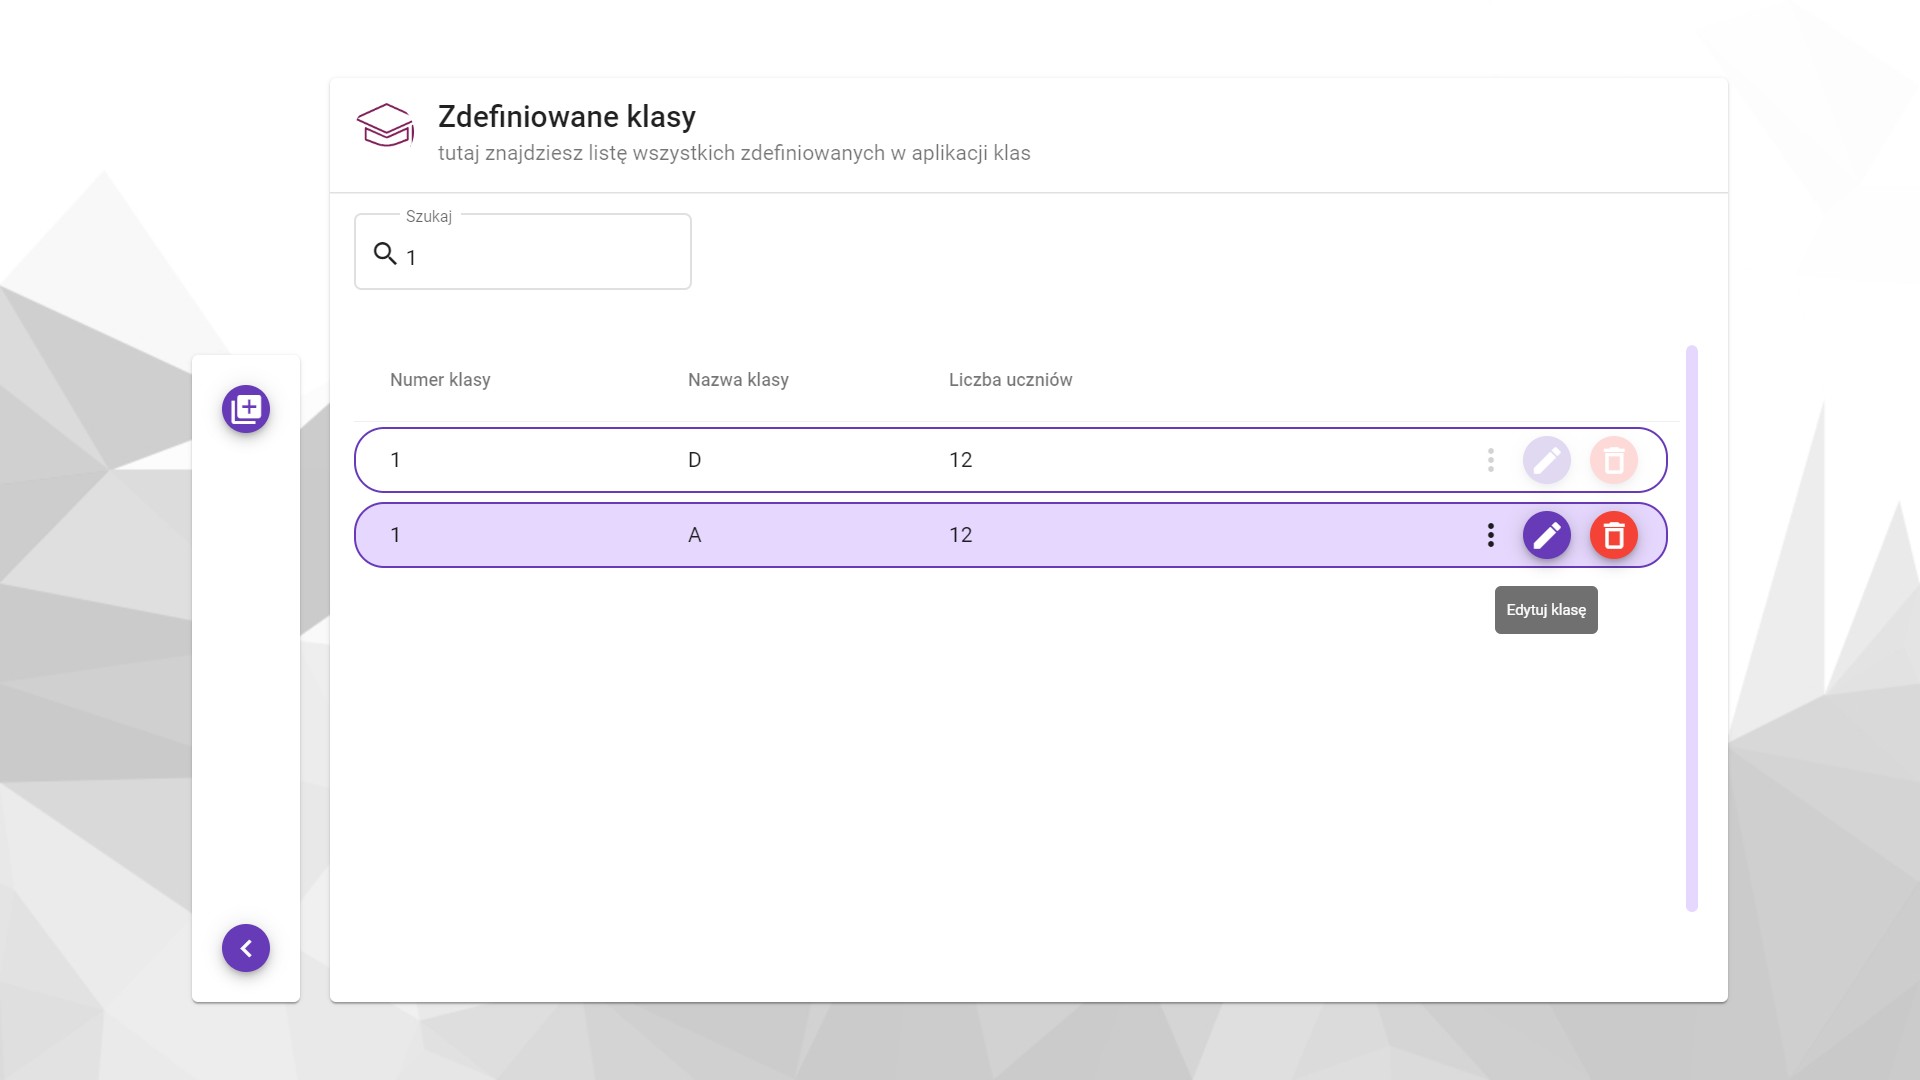 Zdefiniowane klasy
tutaj znajdziesz listę wszystkich zdefiniowanych w aplikacji klas
Szukaj
1
Numer klasy Nazwa klasy Liczba uczniów
1 D 12
1 A 12
Edytuj klasę